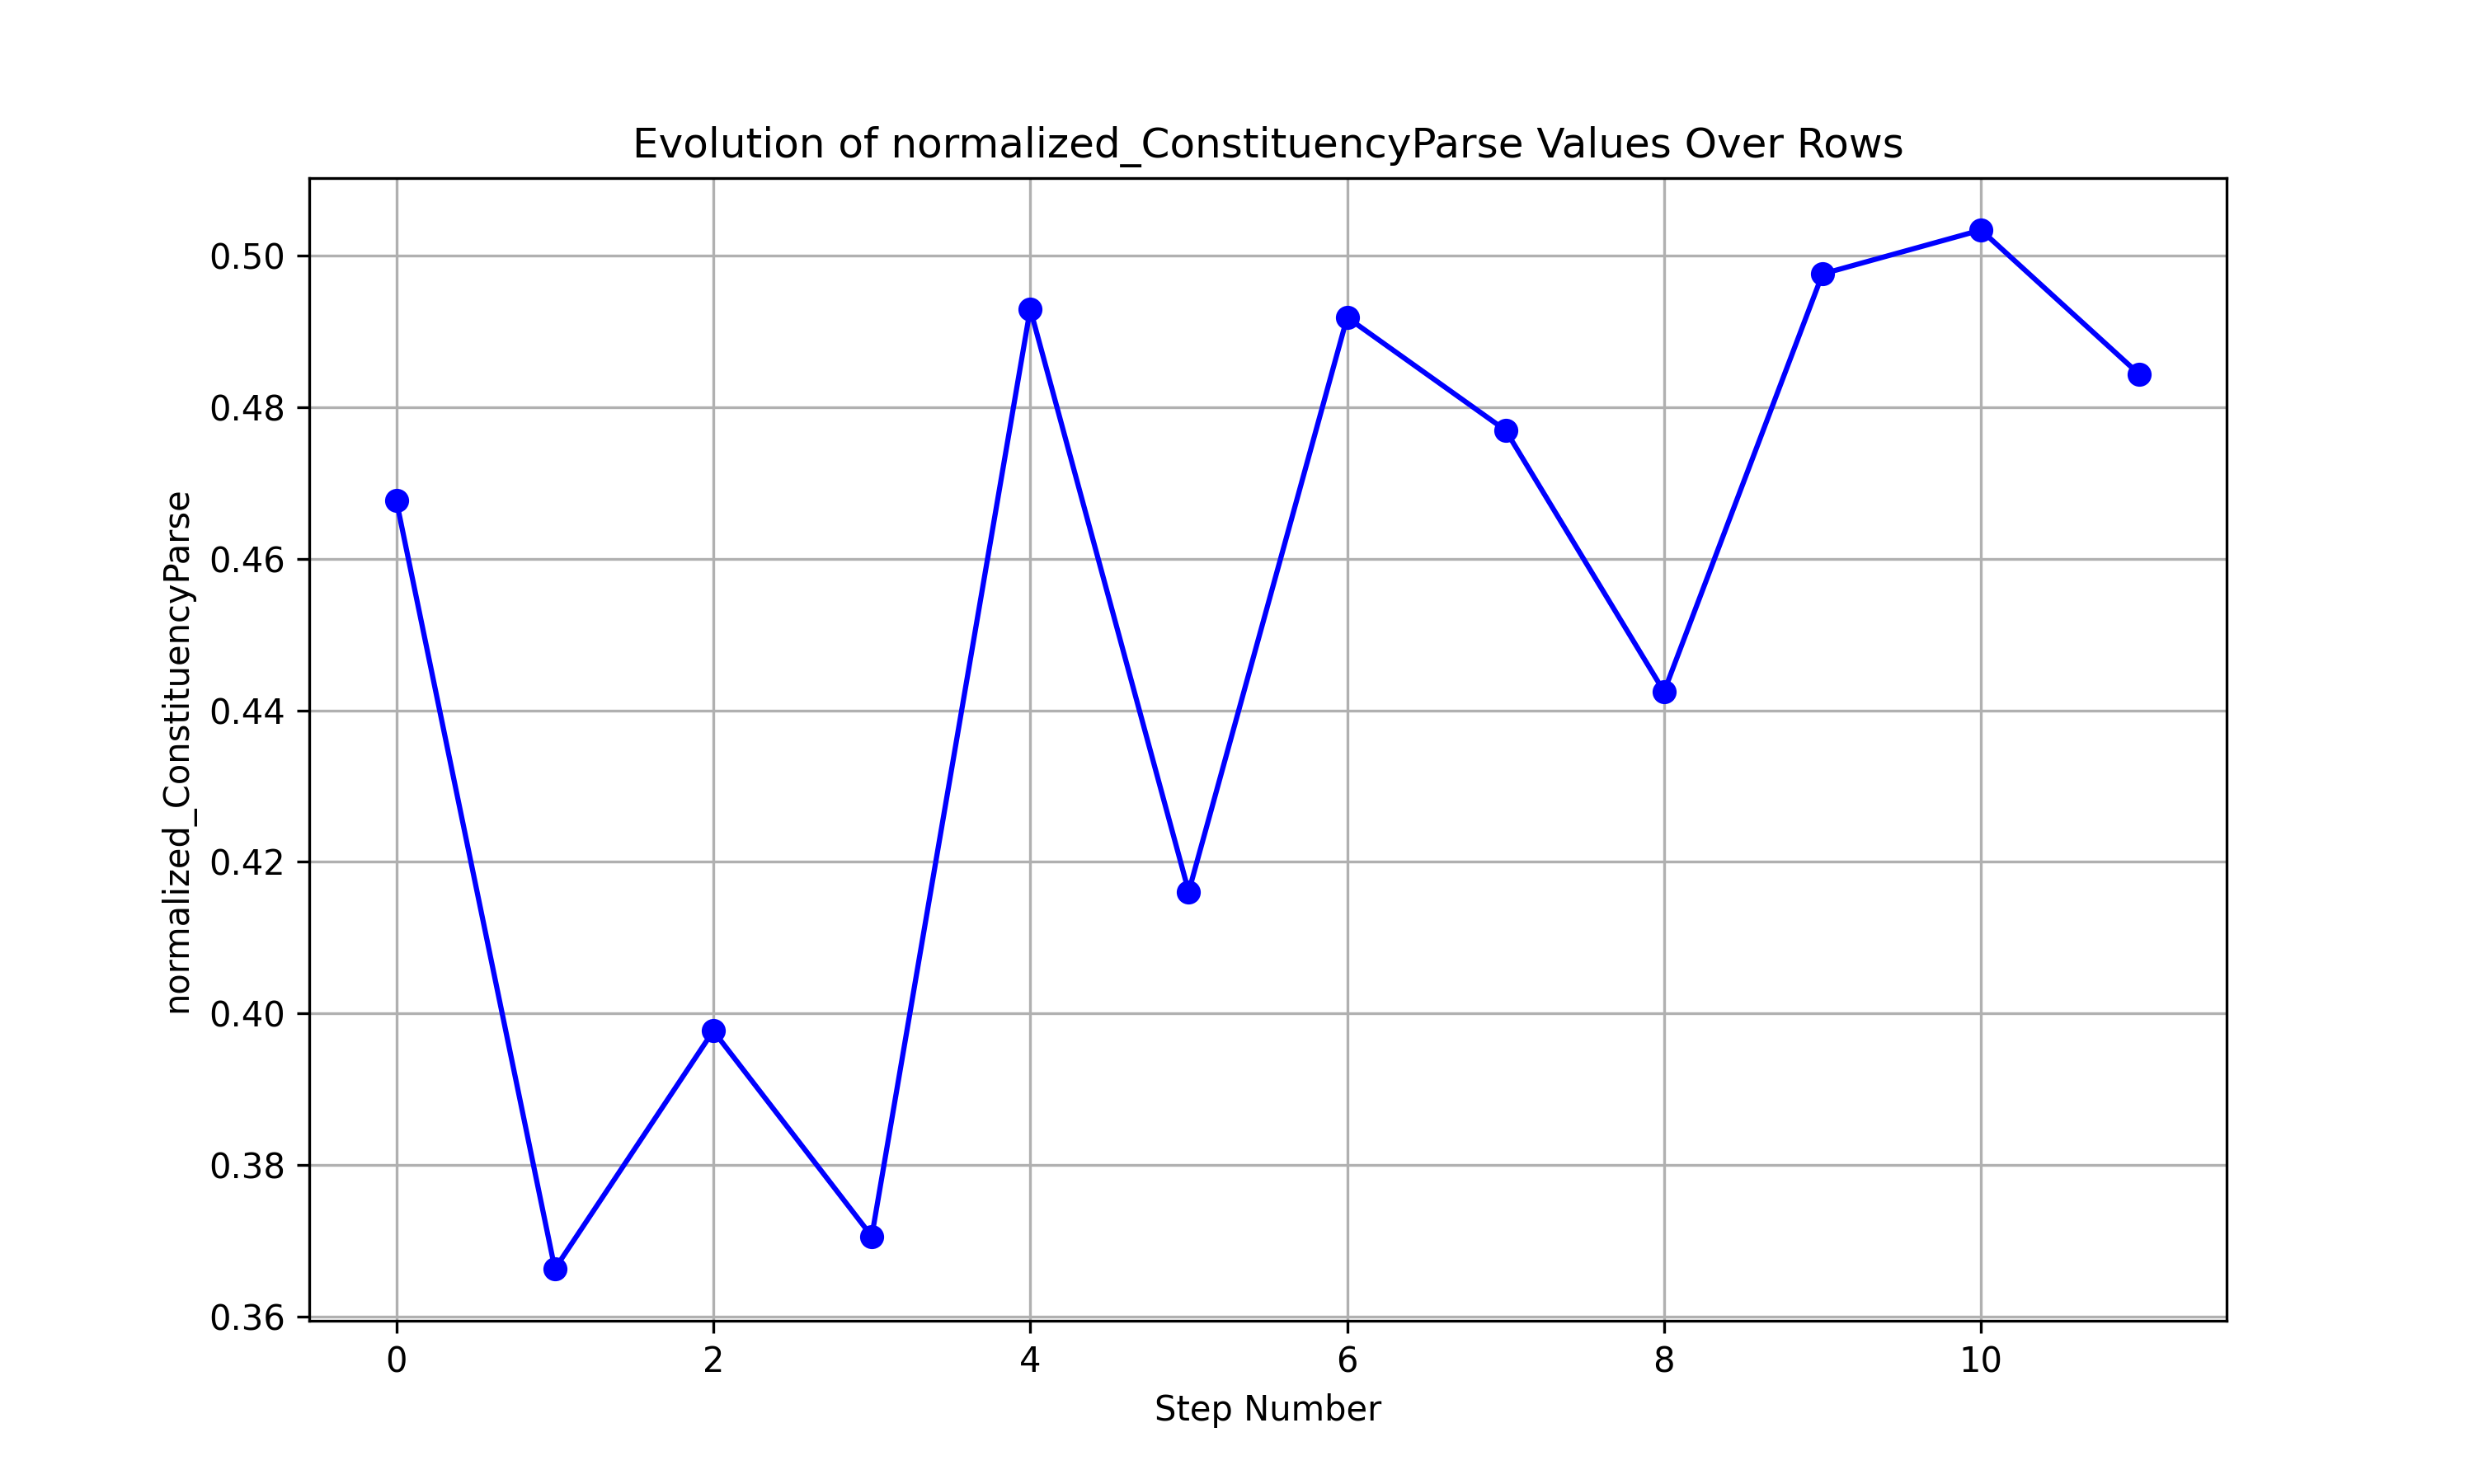 Evolution of normalized_ConstituencyParse Values Over Rows
normalized_ConstituencyParse
0.50
0.48
0.46
0.44
0.42
0.40
0.38
0.36
0 2 4 6 8 10
Step Number